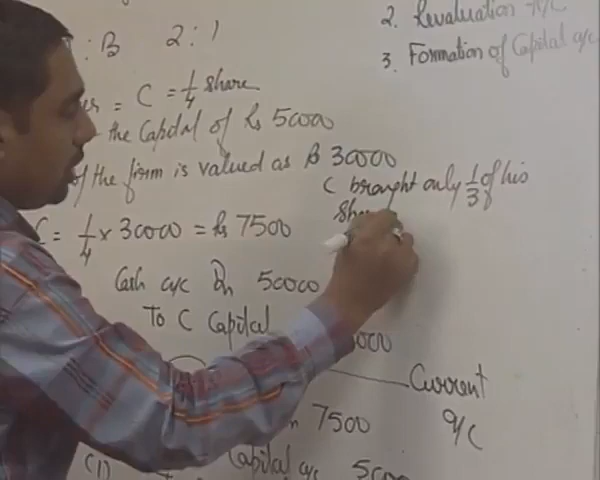 2. Revaluation A/C
3. Formation of Capital a/c
: B 2 : 1
= C = 1/4 share
the Capital of Rs 50000
of the firm is valued as Rs 30000
C brought only 1/3 of his
C = 1/4 × 30000 = Rs 7500
Cash a/c Dr 50000
To C Capital
Current
a/c
7500
(1)
Capital a/c 5000